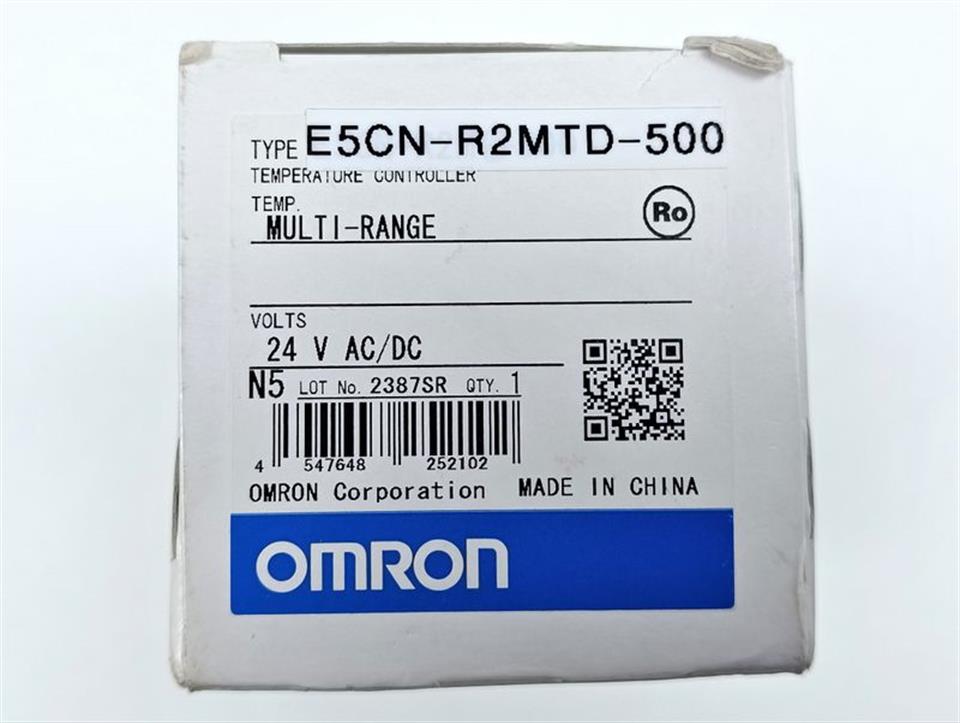 TYPE E5CN-R2MTD-500
TEMPERATURE CONTROLLER
TEMP.
MULTI-RANGE
Ro
VOLTS
24 V AC/DC
N5 LOT No. 2387SR QTY. 1
4 547648 252102
OMRON Corporation MADE IN CHINA
OMRON